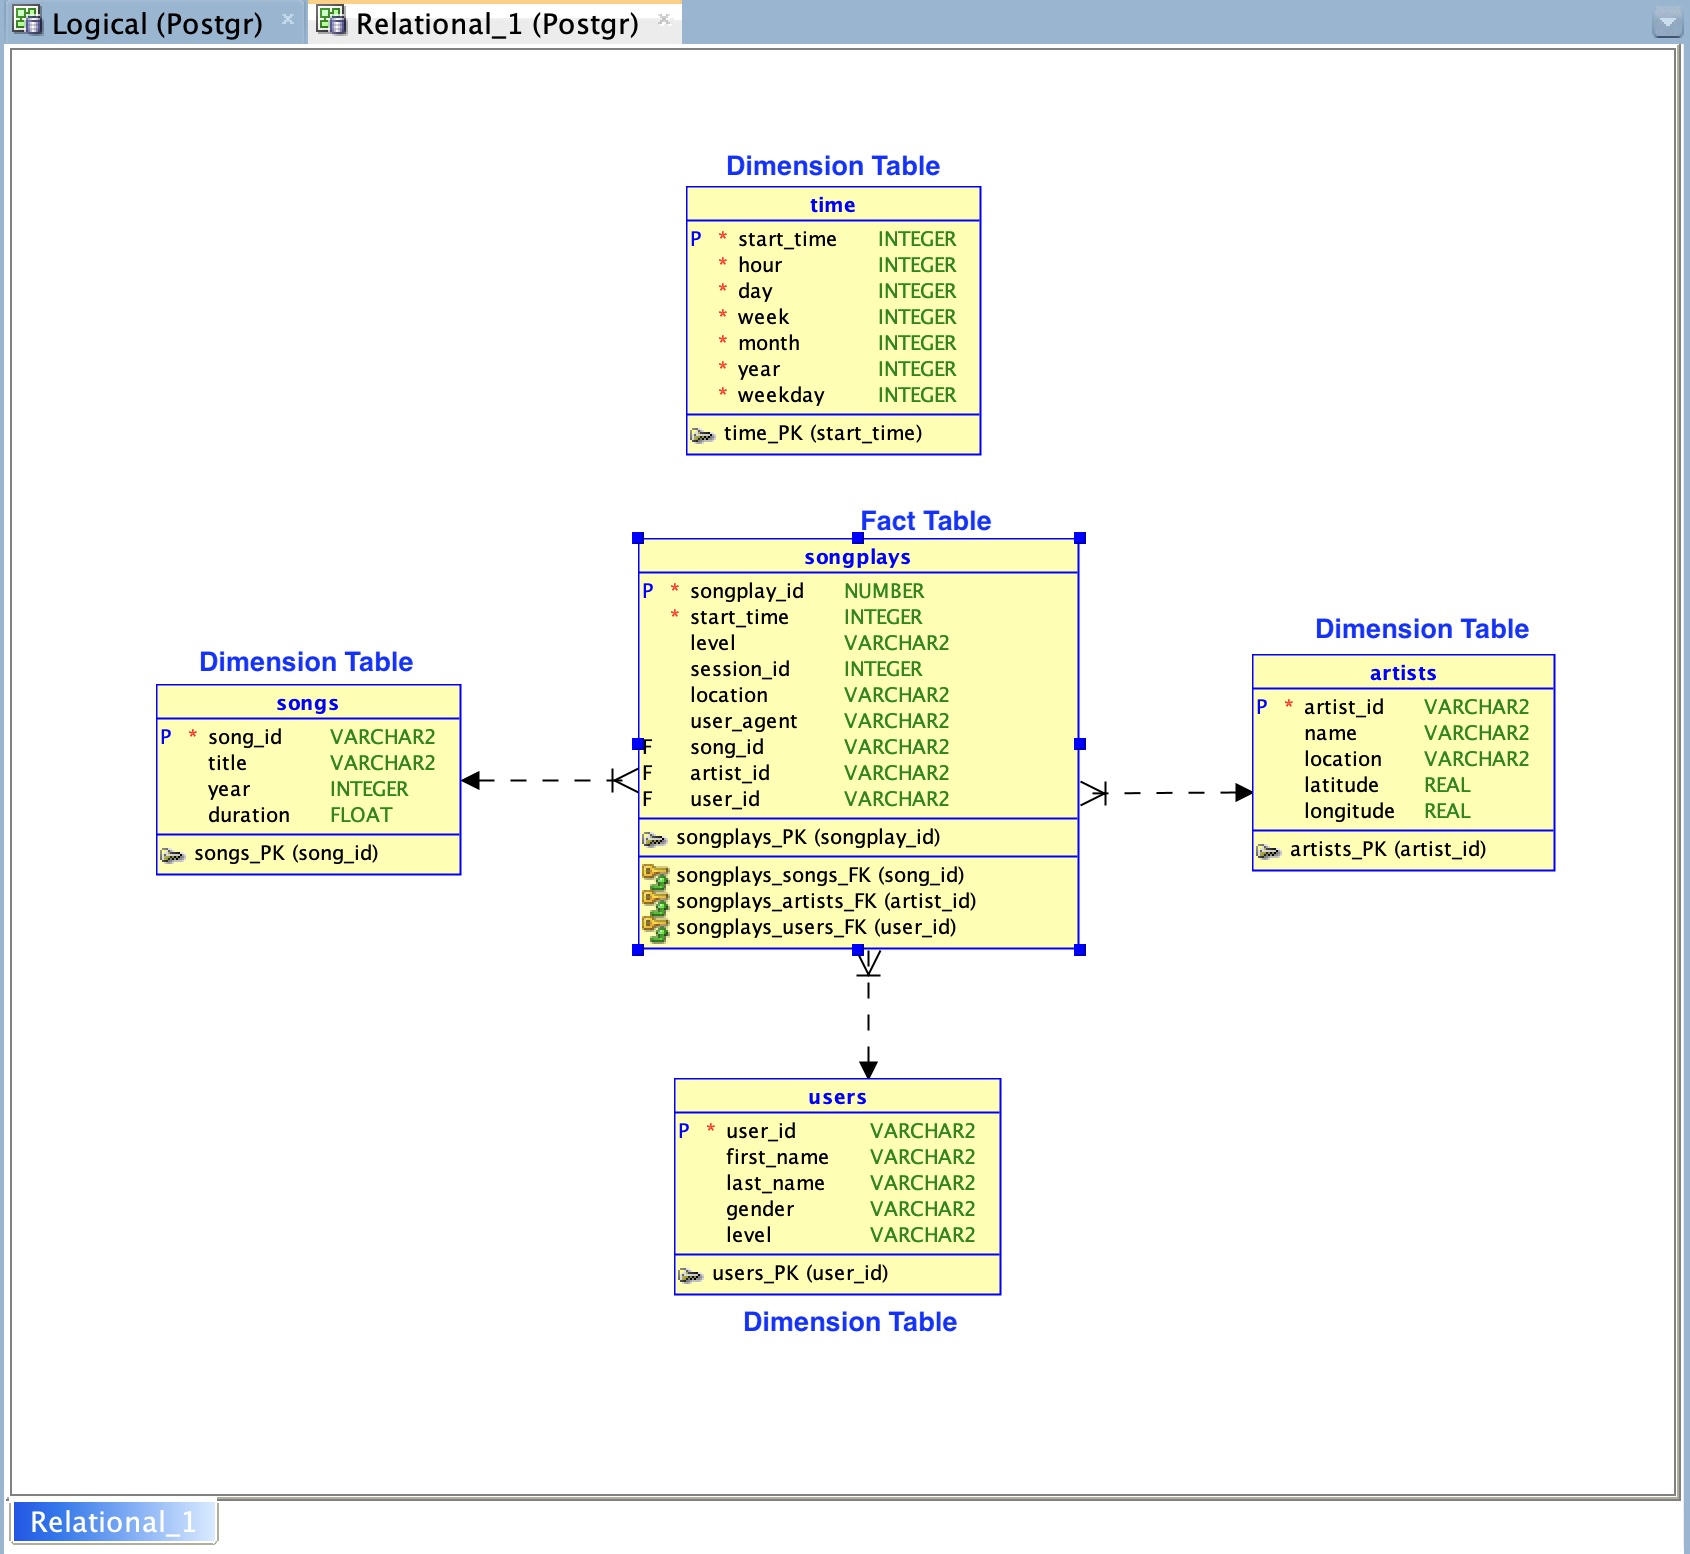 Logical (Postgr)
Relational_1 (Postgr)
Dimension Table
time
P * start_time INTEGER
* hour INTEGER
* day INTEGER
* week INTEGER
* month INTEGER
* year INTEGER
* weekday INTEGER
time_PK (start_time)
Fact Table
songplays
P * songplay_id NUMBER
* start_time INTEGER
level VARCHAR2
session_id INTEGER
location VARCHAR2
user_agent VARCHAR2
F song_id VARCHAR2
F artist_id VARCHAR2
F user_id VARCHAR2
songplays_PK (songplay_id)
songplays_songs_FK (song_id)
songplays_artists_FK (artist_id)
songplays_users_FK (user_id)
Dimension Table
songs
P * song_id VARCHAR2
title VARCHAR2
year INTEGER
duration FLOAT
songs_PK (song_id)
Dimension Table
artists
P * artist_id VARCHAR2
name VARCHAR2
location VARCHAR2
latitude REAL
longitude REAL
artists_PK (artist_id)
users
P * user_id VARCHAR2
first_name VARCHAR2
last_name VARCHAR2
gender VARCHAR2
level VARCHAR2
users_PK (user_id)
Dimension Table
Relational_1